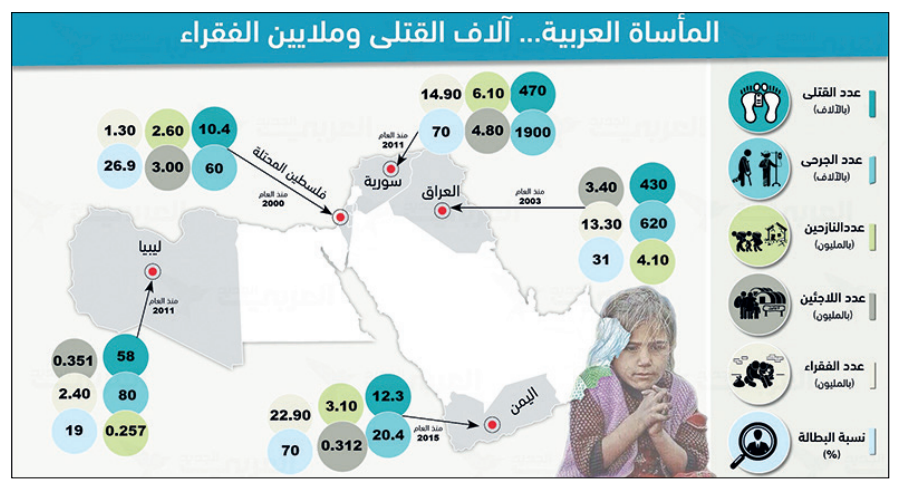 المأساة العربية... آلاف القتلى وملايين الفقراء
عدد القتلى
(بالآلاف)
عدد الجرحى
(بالآلاف)
عددالنازحين
(بالمليون)
عدد اللاجئين
(بالمليون)
عدد الفقراء
(بالمليون)
نسبة البطالة
(%)
14.90 6.10 470
70 4.80 1900
منذ العام
2011
سورية
1.30 2.60 10.4
26.9 3.00 60
فلسطين المحتلة
منذ العام
2000
العراق
منذ العام
2003
3.40 430
13.30 620
31 4.10
ليبيا
منذ العام
2011
0.351 58
2.40 80
19 0.257
اليمن
منذ العام
2015
22.90 3.10 12.3
70 0.312 20.4
العربي